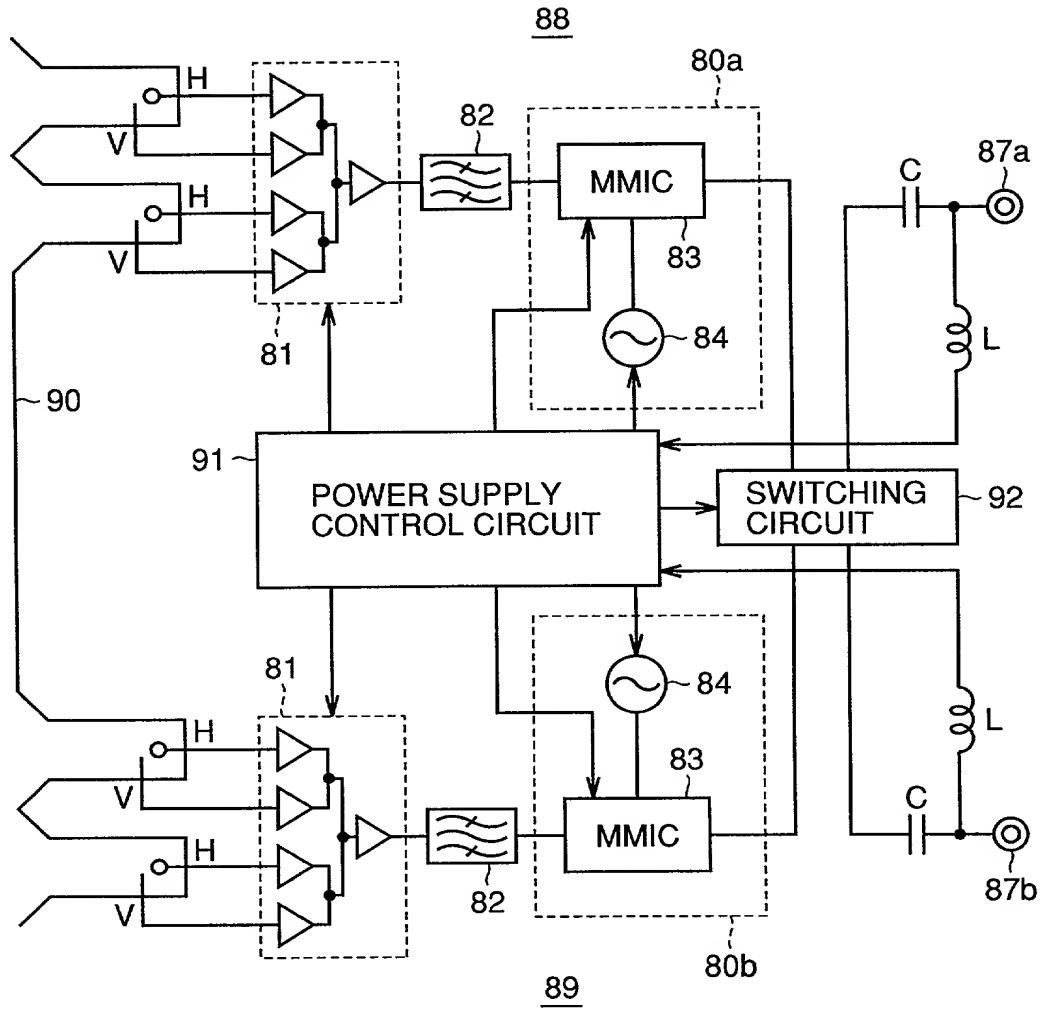 88
80a
H
V
82
MMIC
83
C
87a
H
V
81
84
L
90
91
POWER SUPPLY
CONTROL CIRCUIT
SWITCHING
CIRCUIT
92
81
84
L
H
V
83
MMIC
C
H
V
82
87b
80b
89